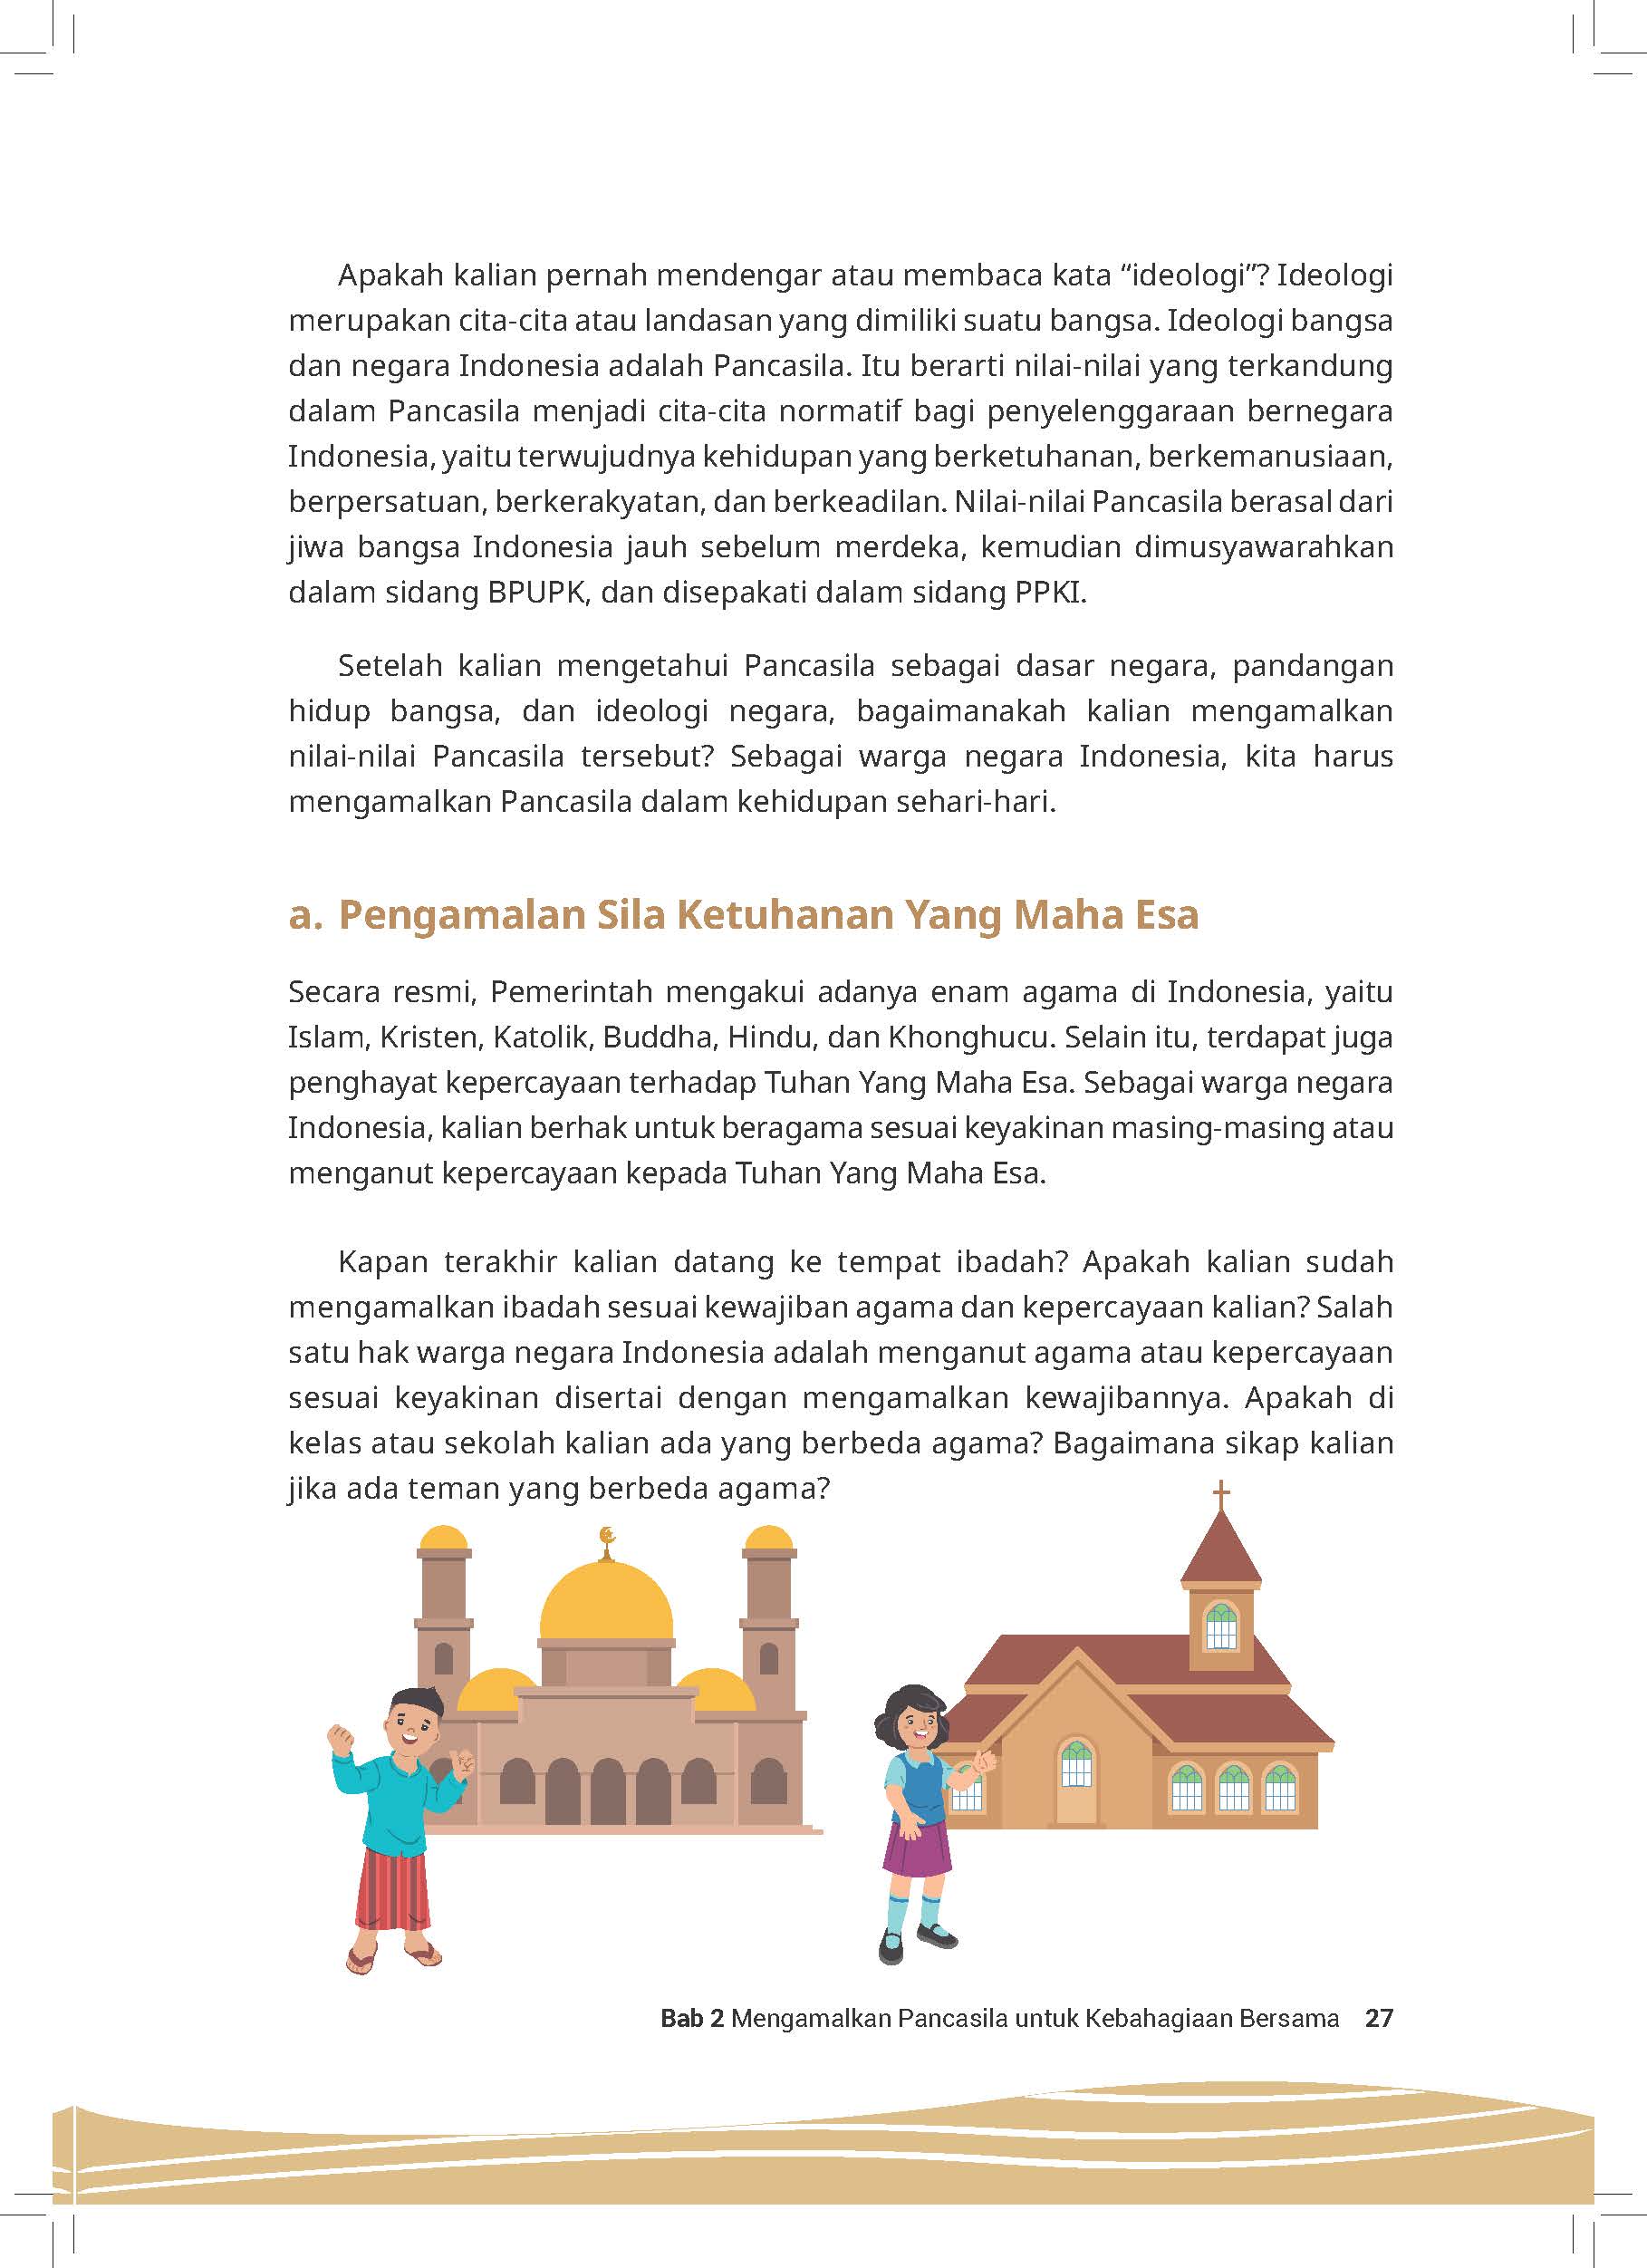 Apakah kalian pernah mendengar atau membaca kata “ideologi”? Ideologi
merupakan cita-cita atau landasan yang dimiliki suatu bangsa. Ideologi bangsa
dan negara Indonesia adalah Pancasila. Itu berarti nilai-nilai yang terkandung
dalam Pancasila menjadi cita-cita normatif bagi penyelenggaraan bernegara
Indonesia, yaitu terwujudnya kehidupan yang berketuhanan, berkemanusiaan,
berpersatuan, berkerakyatan, dan berkeadilan. Nilai-nilai Pancasila berasal dari
jiwa bangsa Indonesia jauh sebelum merdeka, kemudian dimusyawarahkan
dalam sidang BPUPK, dan disepakati dalam sidang PPKI.
Setelah kalian mengetahui Pancasila sebagai dasar negara, pandangan
hidup bangsa, dan ideologi negara, bagaimanakah kalian mengamalkan
nilai-nilai Pancasila tersebut? Sebagai warga negara Indonesia, kita harus
mengamalkan Pancasila dalam kehidupan sehari-hari.
a. Pengamalan Sila Ketuhanan Yang Maha Esa
Secara resmi, Pemerintah mengakui adanya enam agama di Indonesia, yaitu
Islam, Kristen, Katolik, Buddha, Hindu, dan Khonghucu. Selain itu, terdapat juga
penghayat kepercayaan terhadap Tuhan Yang Maha Esa. Sebagai warga negara
Indonesia, kalian berhak untuk beragama sesuai keyakinan masing-masing atau
menganut kepercayaan kepada Tuhan Yang Maha Esa.
Kapan terakhir kalian datang ke tempat ibadah? Apakah kalian sudah
mengamalkan ibadah sesuai kewajiban agama dan kepercayaan kalian? Salah
satu hak warga negara Indonesia adalah menganut agama atau kepercayaan
sesuai keyakinan disertai dengan mengamalkan kewajibannya. Apakah di
kelas atau sekolah kalian ada yang berbeda agama? Bagaimana sikap kalian
jika ada teman yang berbeda agama?
Bab 2 Mengamalkan Pancasila untuk Kebahagiaan Bersama 27